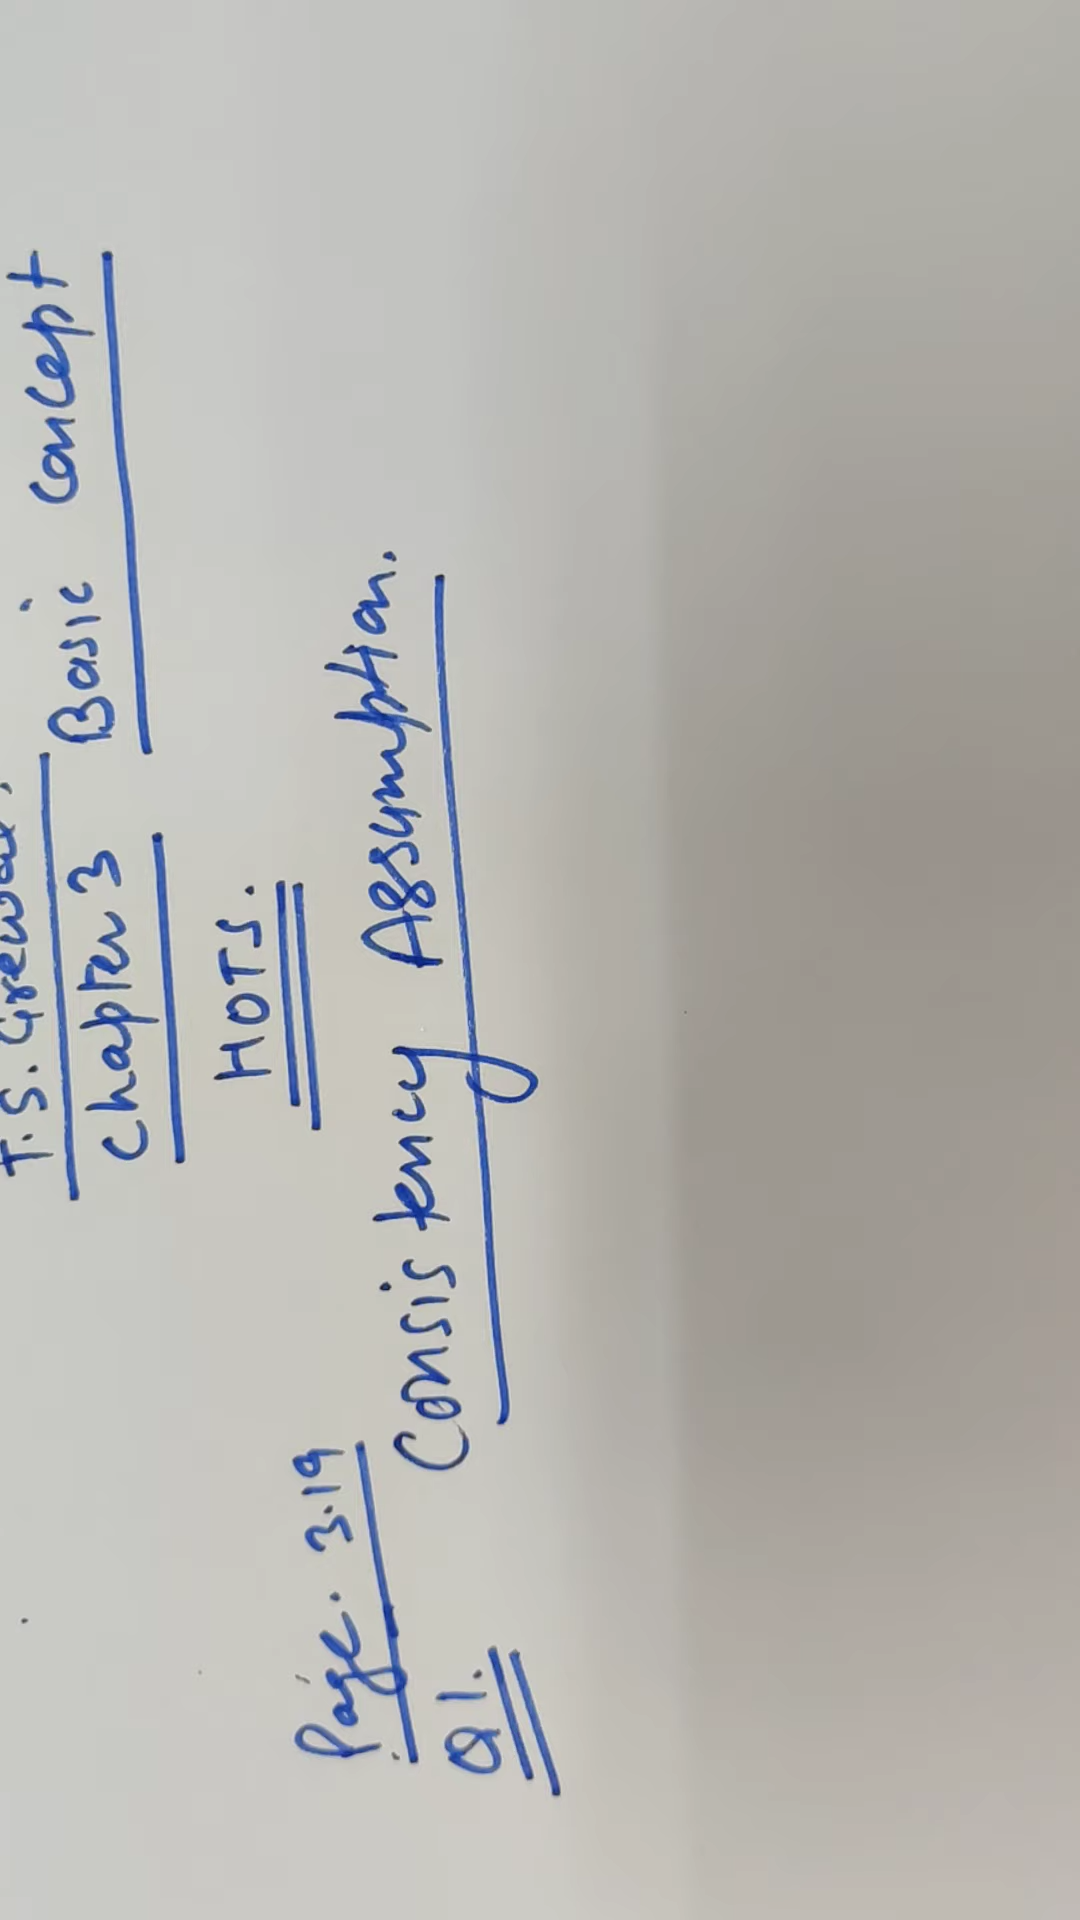 T.S. Grewal.
Chapter 3 Basic Concept
HOTS.
Page. 3.19
Q1. Consistency Assumption.